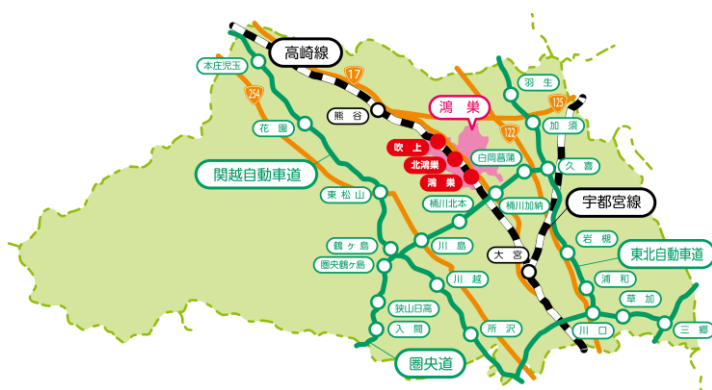 高崎線
本庄児玉
17
254
羽生
鴻巣
125
熊谷
加須
花園
122
吹上
白岡菖蒲
北鴻巣
久喜
関越自動車道
鴻巣
東松山
桶川北本
桶川加納
宇都宮線
鶴ヶ島
川島
岩槻
大宮
東北自動車道
圏央鶴ヶ島
川越
浦和
狭山日高
草加
入間
所沢
川口
三郷
圏央道